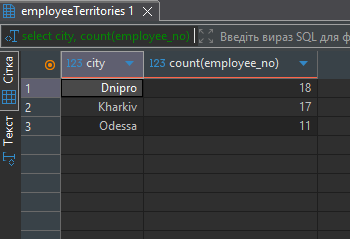 employeeTerritories 1
select city, count(employee_no)
Введіть вираз SQL для ф
Сітка
Текст
123 city
123 count(employee_no)
1 Dnipro 18
2 Kharkiv 17
3 Odessa 11